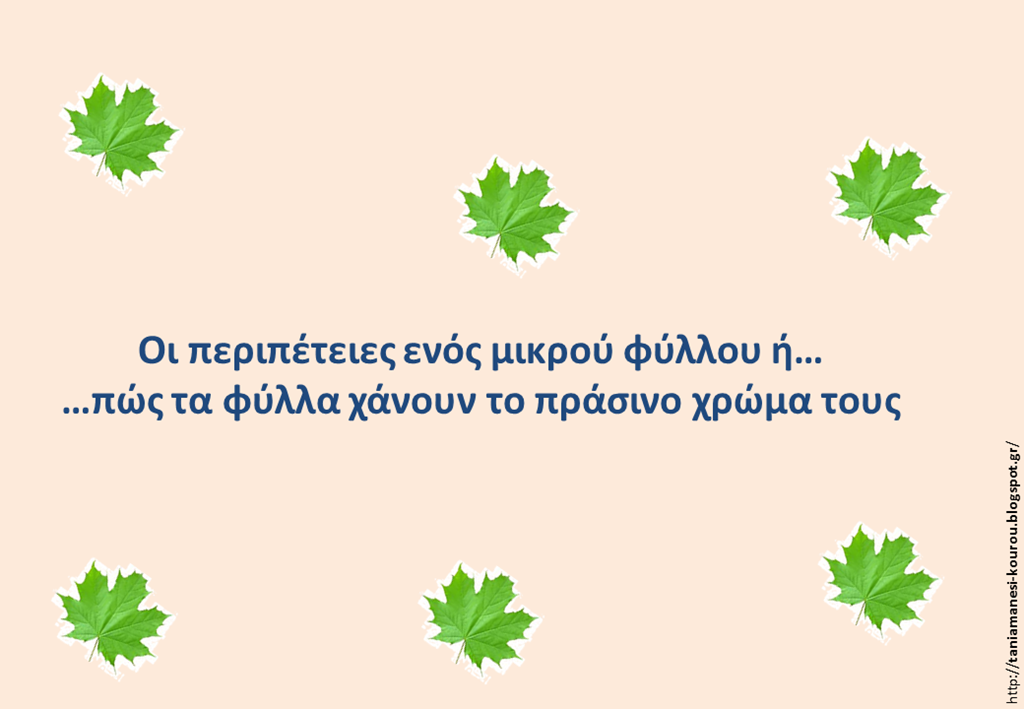 Οι περιπέτειες ενός μικρού φύλλου ή...
...πώς τα φύλλα χάνουν το πράσινο χρώμα τους
http://taniamanesi-kourou.blogspot.gr/